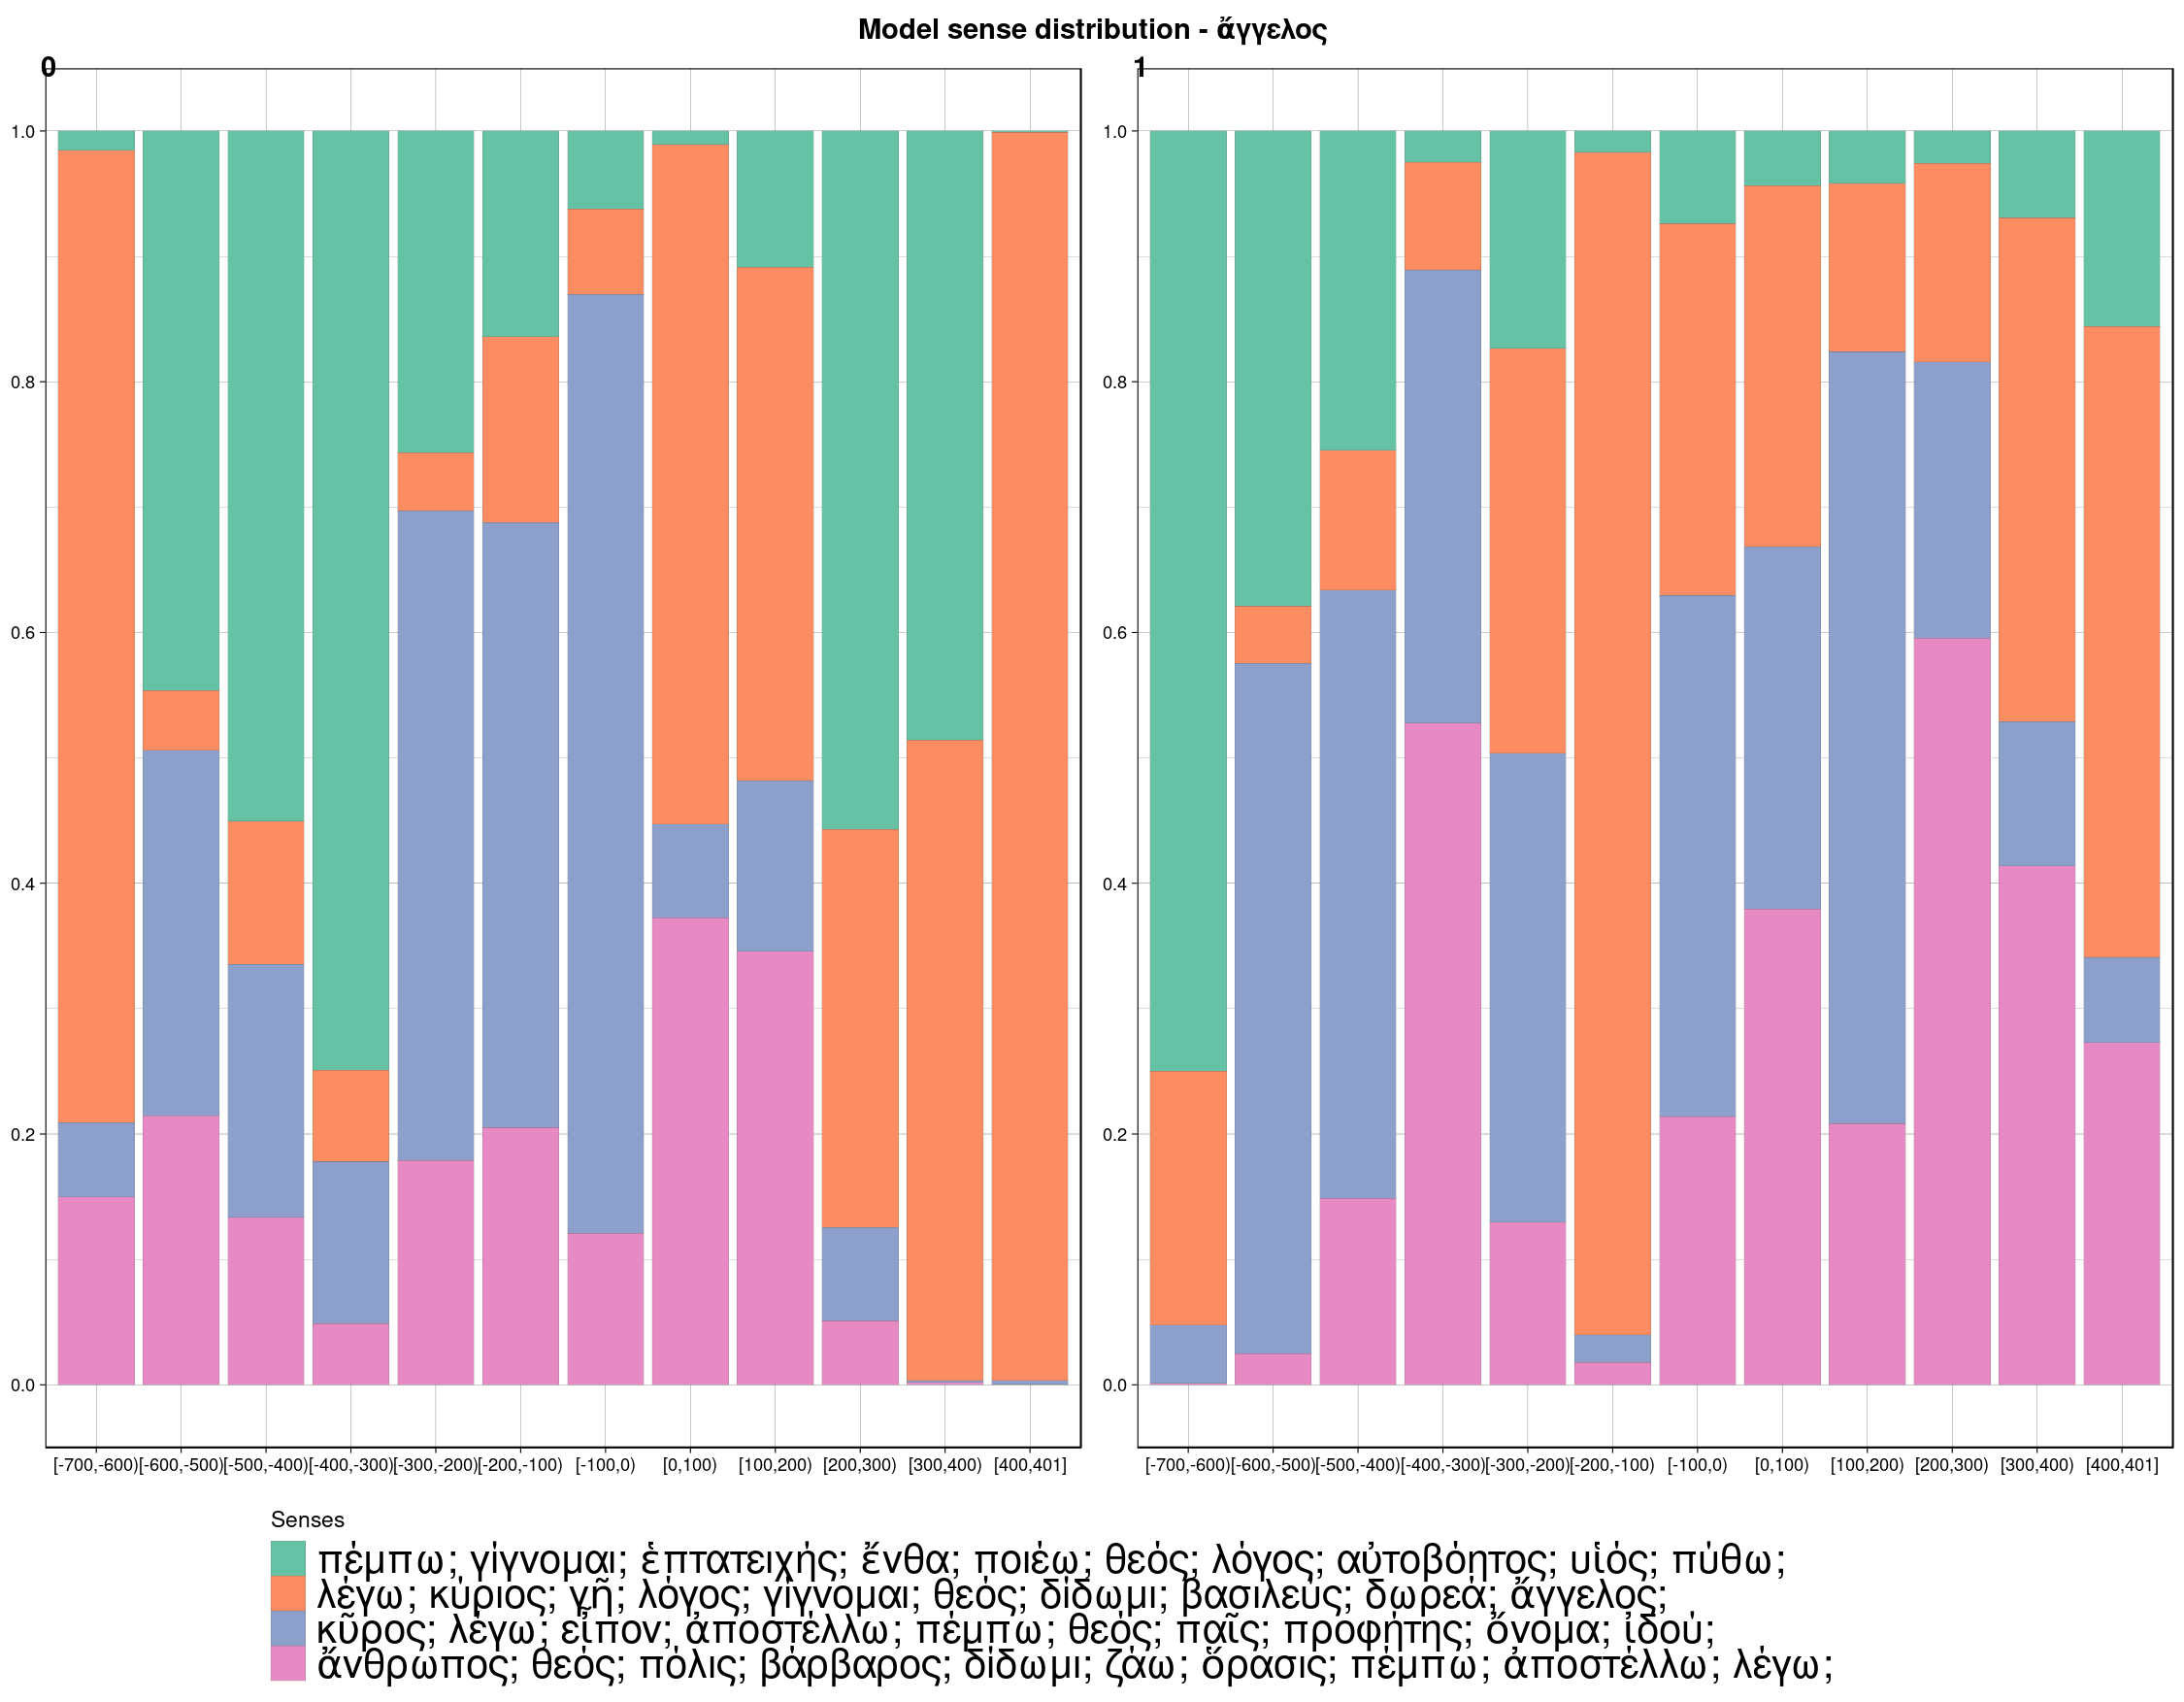 Model sense distribution - ἄγγελος
0
1.0
0.8
0.6
0.4
0.2
0.0
[-700,-600) [-600,-500) [-500,-400) [-400,-300) [-300,-200) [-200,-100) [-100,0) [0,100) [100,200) [200,300) [300,400) [400,401]
1
1.0
0.8
0.6
0.4
0.2
0.0
[-700,-600) [-600,-500) [-500,-400) [-400,-300) [-300,-200) [-200,-100) [-100,0) [0,100) [100,200) [200,300) [300,400) [400,401]
Senses
πέμπω; γίγνομαι; ἑπτατειχής; ἔνθα; ποιέω; θεός; λόγος; αὐτοβόητος; υἱός; πύθω;
λέγω; κύριος; γῆ; λόγος; γίγνομαι; θεός; δίδωμι; βασιλεύς; δωρεά; ἄγγελος;
κῦρος; λέγω; εἶπον; ἀποστέλλω; πέμπω; θεός; παῖς; προφήτης; ὄνομα; ἰδού;
ἄνθρωπος; θεός; πόλις; βάρβαρος; δίδωμι; ζάω; ὅρασις; πέμπω; ἀποστέλλω; λέγω;